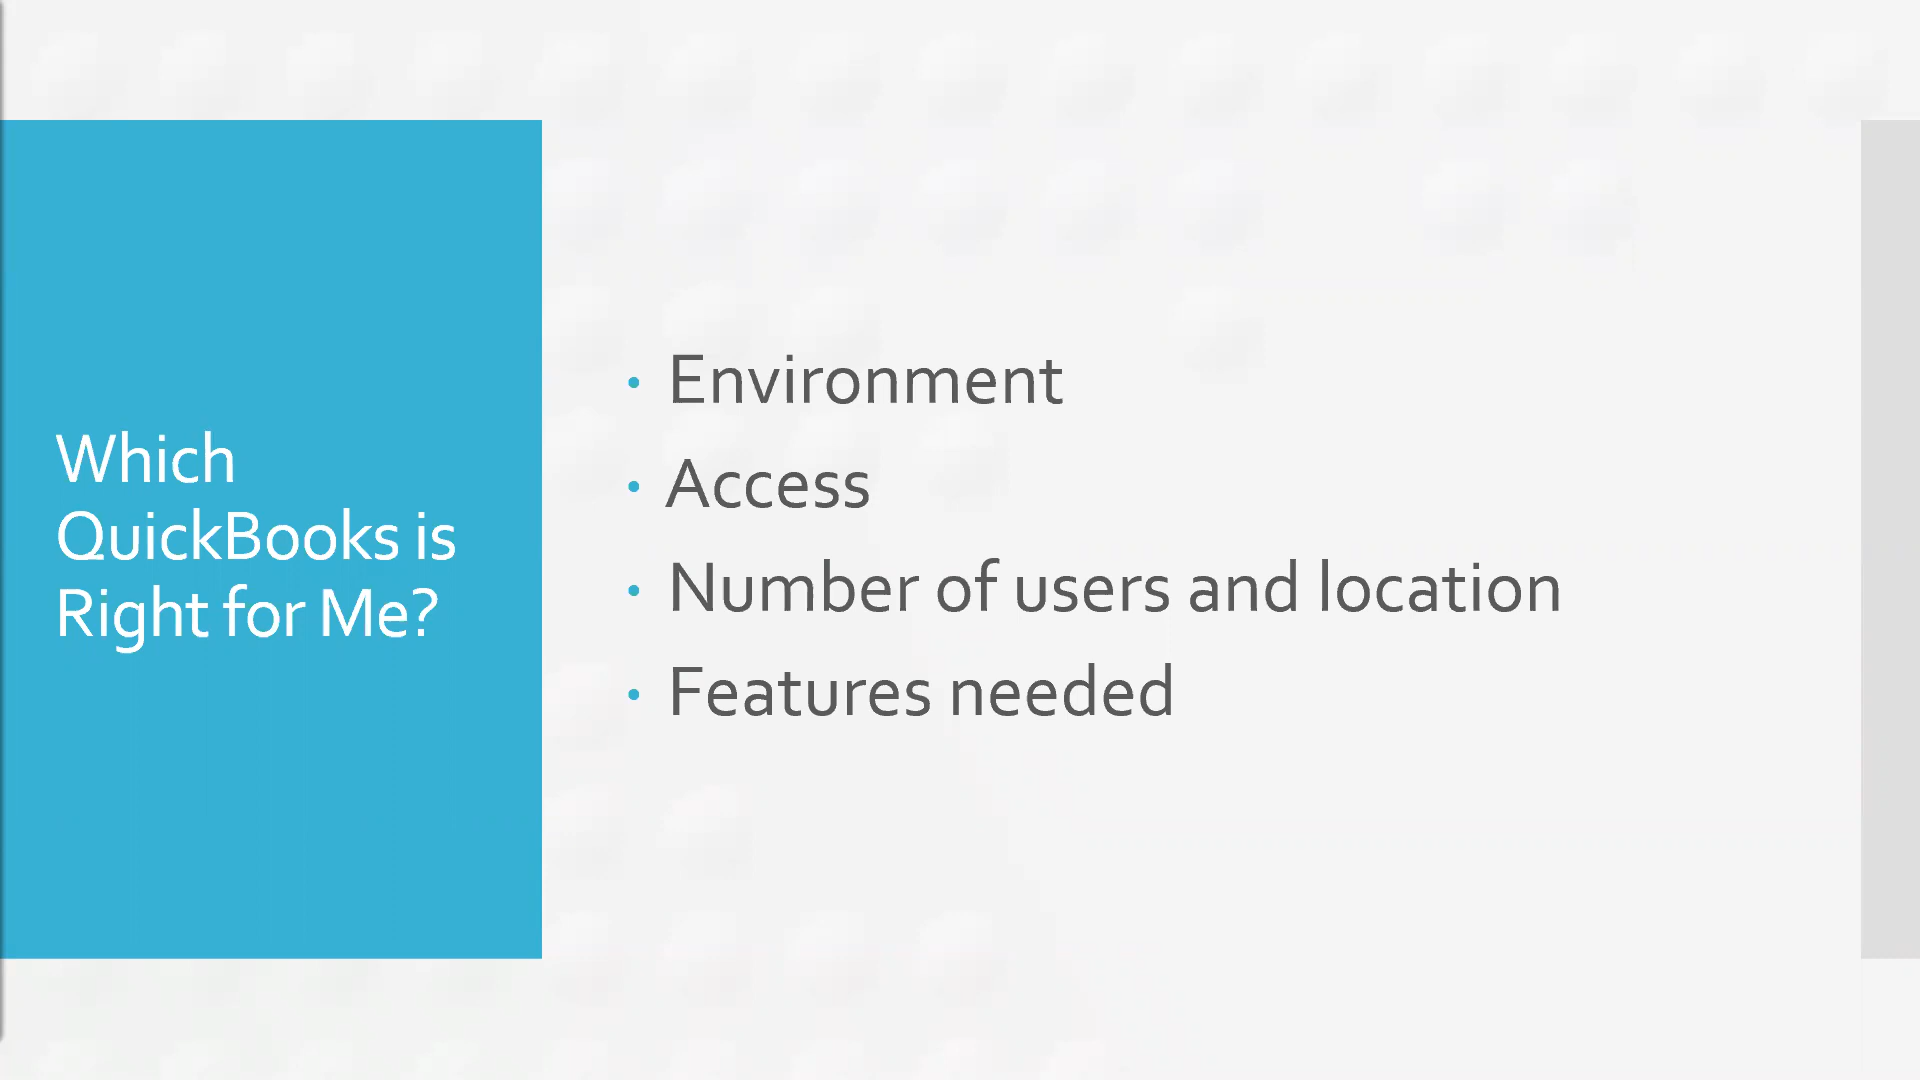 Which
QuickBooks is
Right for Me?
• Environment
• Access
• Number of users and location
• Features needed